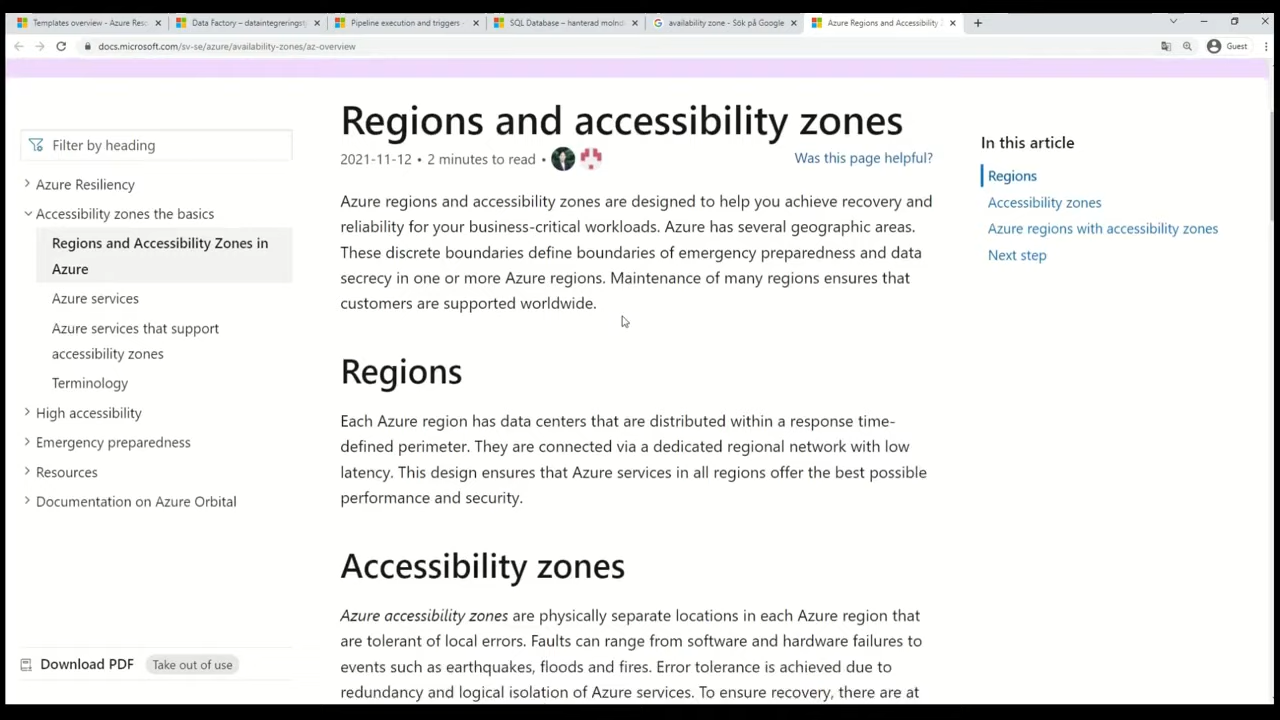 Templates overview - Azure Res
Data Factory – dataintegreringst
Pipeline execution and triggers -
SQL Database – hanterad molnd
availability zone - Sök på Google
Azure Regions and Accessibility
docs.microsoft.com/sv-se/azure/availability-zones/az-overview
Guest
Filter by heading
Azure Resiliency
Accessibility zones the basics
Regions and Accessibility Zones in
Azure
Azure services
Azure services that support
accessibility zones
Terminology
High accessibility
Emergency preparedness
Resources
Documentation on Azure Orbital
Download PDF
Take out of use
Regions and accessibility zones
2021-11-12 • 2 minutes to read •
Was this page helpful?
Azure regions and accessibility zones are designed to help you achieve recovery and
reliability for your business-critical workloads. Azure has several geographic areas.
These discrete boundaries define boundaries of emergency preparedness and data
secrecy in one or more Azure regions. Maintenance of many regions ensures that
customers are supported worldwide.
Regions
Each Azure region has data centers that are distributed within a response time-
defined perimeter. They are connected via a dedicated regional network with low
latency. This design ensures that Azure services in all regions offer the best possible
performance and security.
Accessibility zones
Azure accessibility zones are physically separate locations in each Azure region that
are tolerant of local errors. Faults can range from software and hardware failures to
events such as earthquakes, floods and fires. Error tolerance is achieved due to
redundancy and logical isolation of Azure services. To ensure recovery, there are at
In this article
Regions
Accessibility zones
Azure regions with accessibility zones
Next step